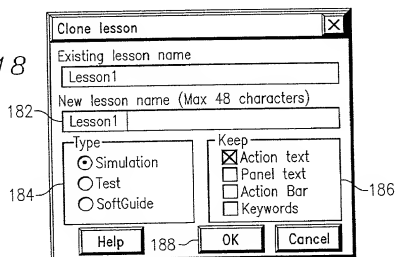 Clone lesson
18
Existing lesson name
Lesson1
New lesson name (Max 48 characters)
182
Lesson1
Type
Keep
Simulation
Action text
184
Test
Panel text
186
SoftGuide
Action Bar
Keywords
Help
188
OK
Cancel